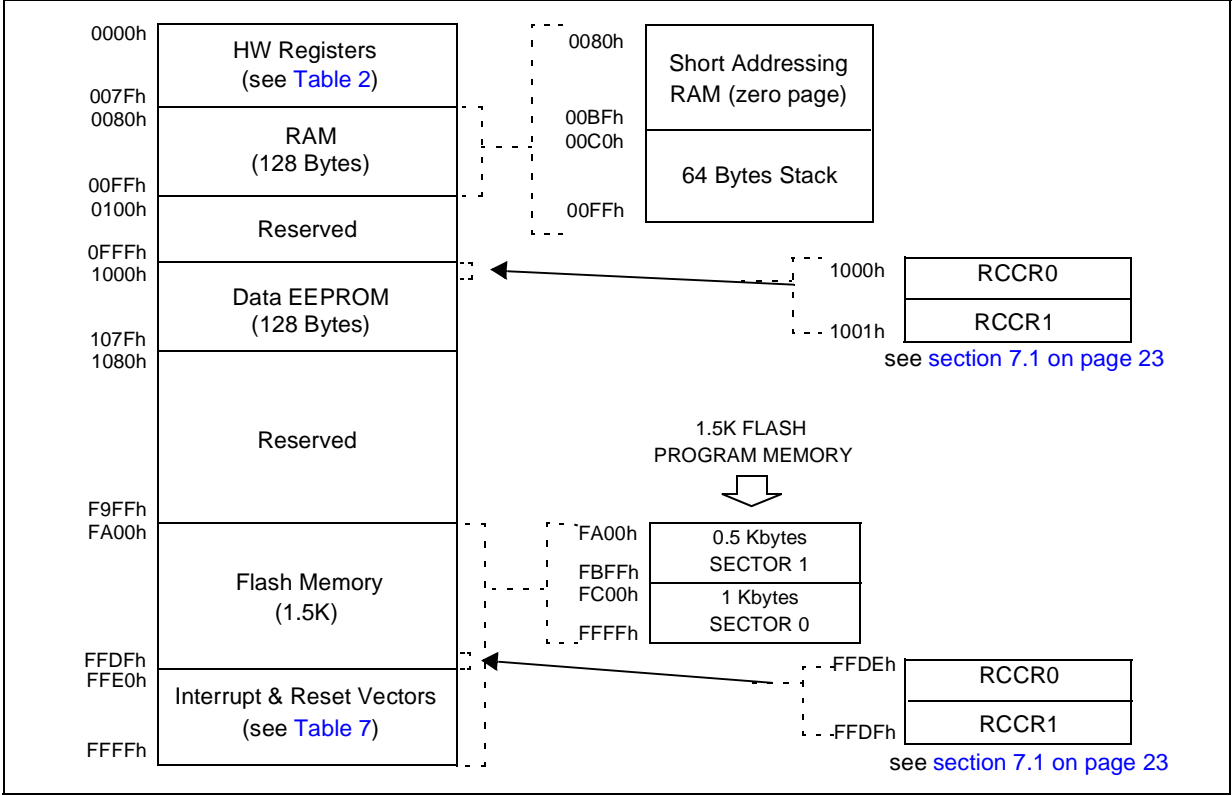 0000h
HW Registers
(see Table 2)
007Fh
0080h
RAM
(128 Bytes)
00FFh
0100h
Reserved
0FFFh
1000h
Data EEPROM
(128 Bytes)
107Fh
1080h
Reserved
F9FFh
FA00h
Flash Memory
(1.5K)
FFDFh
FFE0h
Interrupt & Reset Vectors
(see Table 7)
FFFFh
0080h
Short Addressing
RAM (zero page)
00BFh
00C0h
64 Bytes Stack
00FFh
1000h
RCCR0
RCCR1
1001h
see section 7.1 on page 23
1.5K FLASH
PROGRAM MEMORY
FA00h
0.5 Kbytes
SECTOR 1
FBFFh
FC00h
1 Kbytes
SECTOR 0
FFFFh
FFDEh
RCCR0
RCCR1
FFDFh
see section 7.1 on page 23